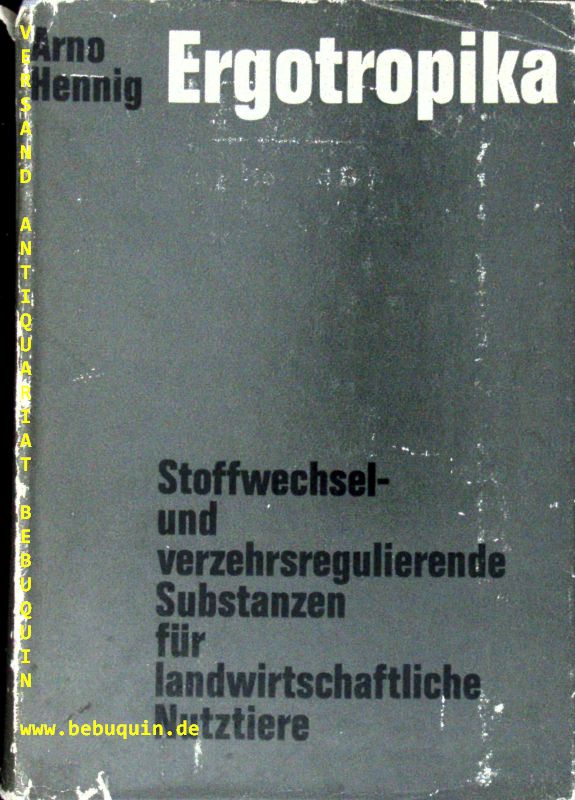 Arno
Hennig
Ergotropika
Stoffwechsel-
und
verzehrsregulierende
Substanzen
für
landwirtschaftliche
Nutztiere
VERSAND ANTIQUARIAT BEBUQUIN
www.bebuquin.de